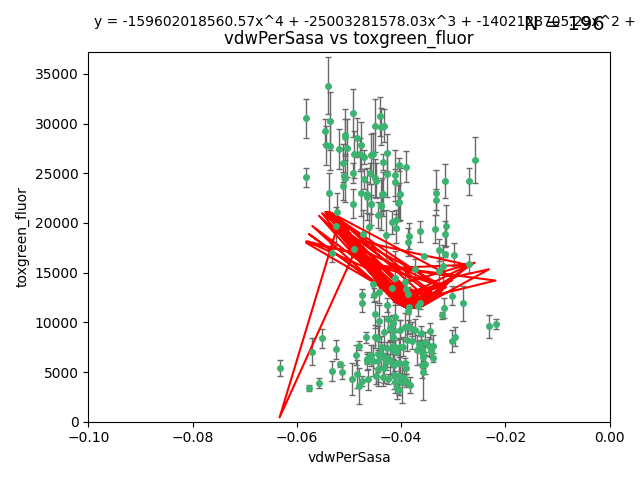 y = -159602018560.57x^4 + -25003281578.03x^3 + x^2 +
N = 196
vdwPerSasa vs toxgreen_fluor
35000
30000
25000
20000
15000
10000
5000
0
toxgreen_fluor
−0.10 −0.08 −0.06 −0.04 −0.02 0.00
vdwPerSasa